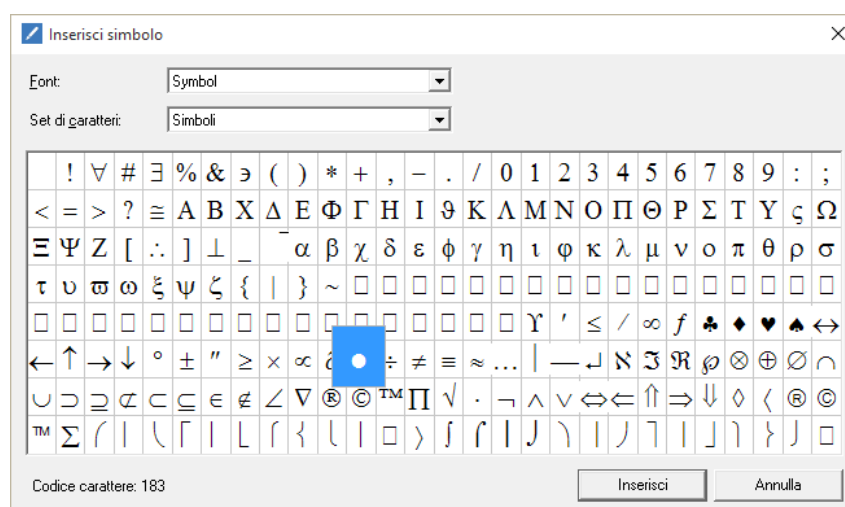 Inserisci simbolo
Font: Symbol
Set di caratteri: Simboli
! ∀ # ∃ % & ∍ ( ) * + , − . / 0 1 2 3 4 5 6 7 8 9 : ;
< = > ? ≅ Α Β Χ Δ Ε Φ Γ Η Ι ϑ Κ Λ Μ Ν Ο Π Θ Ρ Σ Τ Υ ς Ω
Ξ Ψ Ζ [ ∴ ] ⊥ _ ‾ α β χ δ ε ϕ γ η ι φ κ λ μ ν ο π θ ρ σ
τ υ ϖ ω ξ ψ ζ { | } ~ □ □ □ □ □ □ □ □ □ □ □ □ □ □ □ □ □
□ □ □ □ □ □ □ □ □ □ □ □ □ □ □ □ □ ϒ ′ ≤ ⁄ ∞ ƒ ♣ ♦ ♥ ♠ ↔
← ↑ → ↓ ° ± ″ ≥ × ∝ • ÷ ≠ ≡ ≈ … | — ↵ ℵ ℑ ℜ ℘ ⊗ ⊕ ∅ ∩
∪ ⊃ ⊇ ⊄ ⊂ ⊆ ∈ ∉ ∠ ∇ ® © ™ ∏ √ ⋅ ¬ ∧ ∨ ⇔ ⇐ ⇑ ⇒ ⇓ ◊ 〈 ® ©
™ Σ ⎛ ⎜ ⎝ ⎡ ⎢ ⎣ ⎧ ⎨ ⎩ ⎪ □ 〉 ∫ ⌠ ⎮ ⌡ ⎞ ⎟ ⎠ ⎤ ⎥ ⎦ ⎫ ⎬ ⎭ □
Codice carattere: 183
Inserisci Annulla